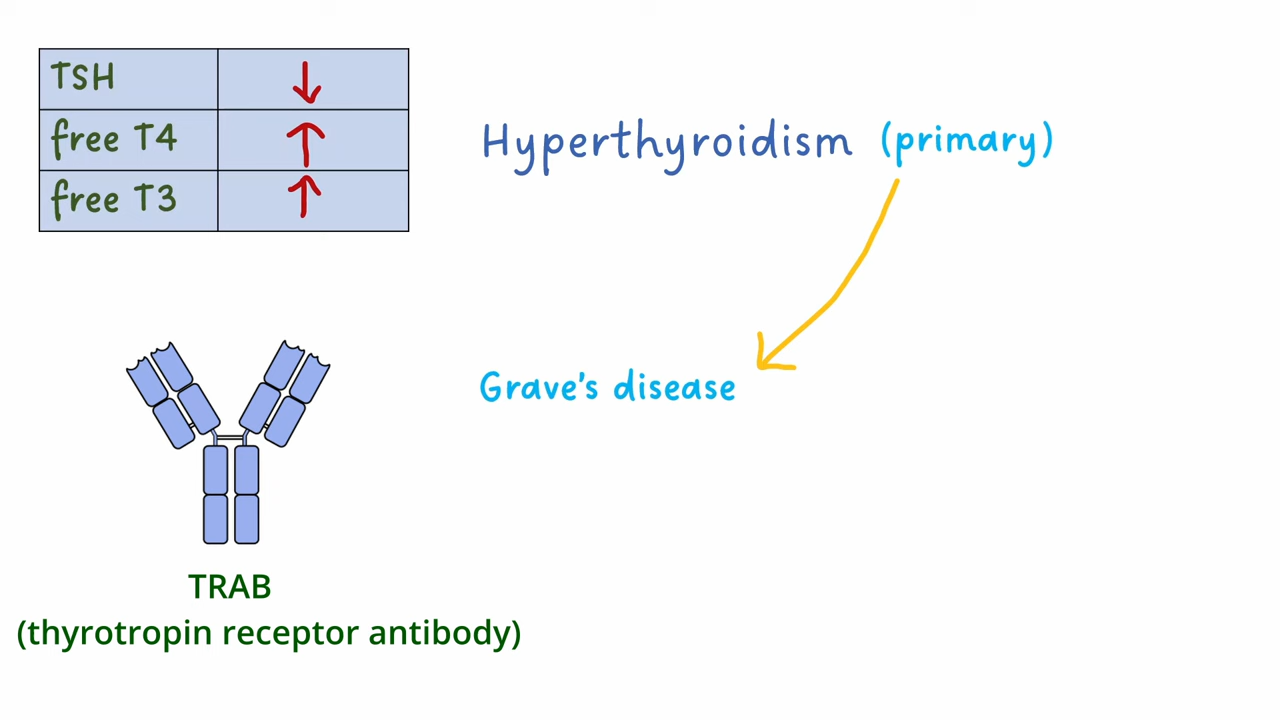 TSH ↓
free T4 ↑
free T3 ↑
Hyperthyroidism (primary)
Grave's disease
TRAB
(thyrotropin receptor antibody)